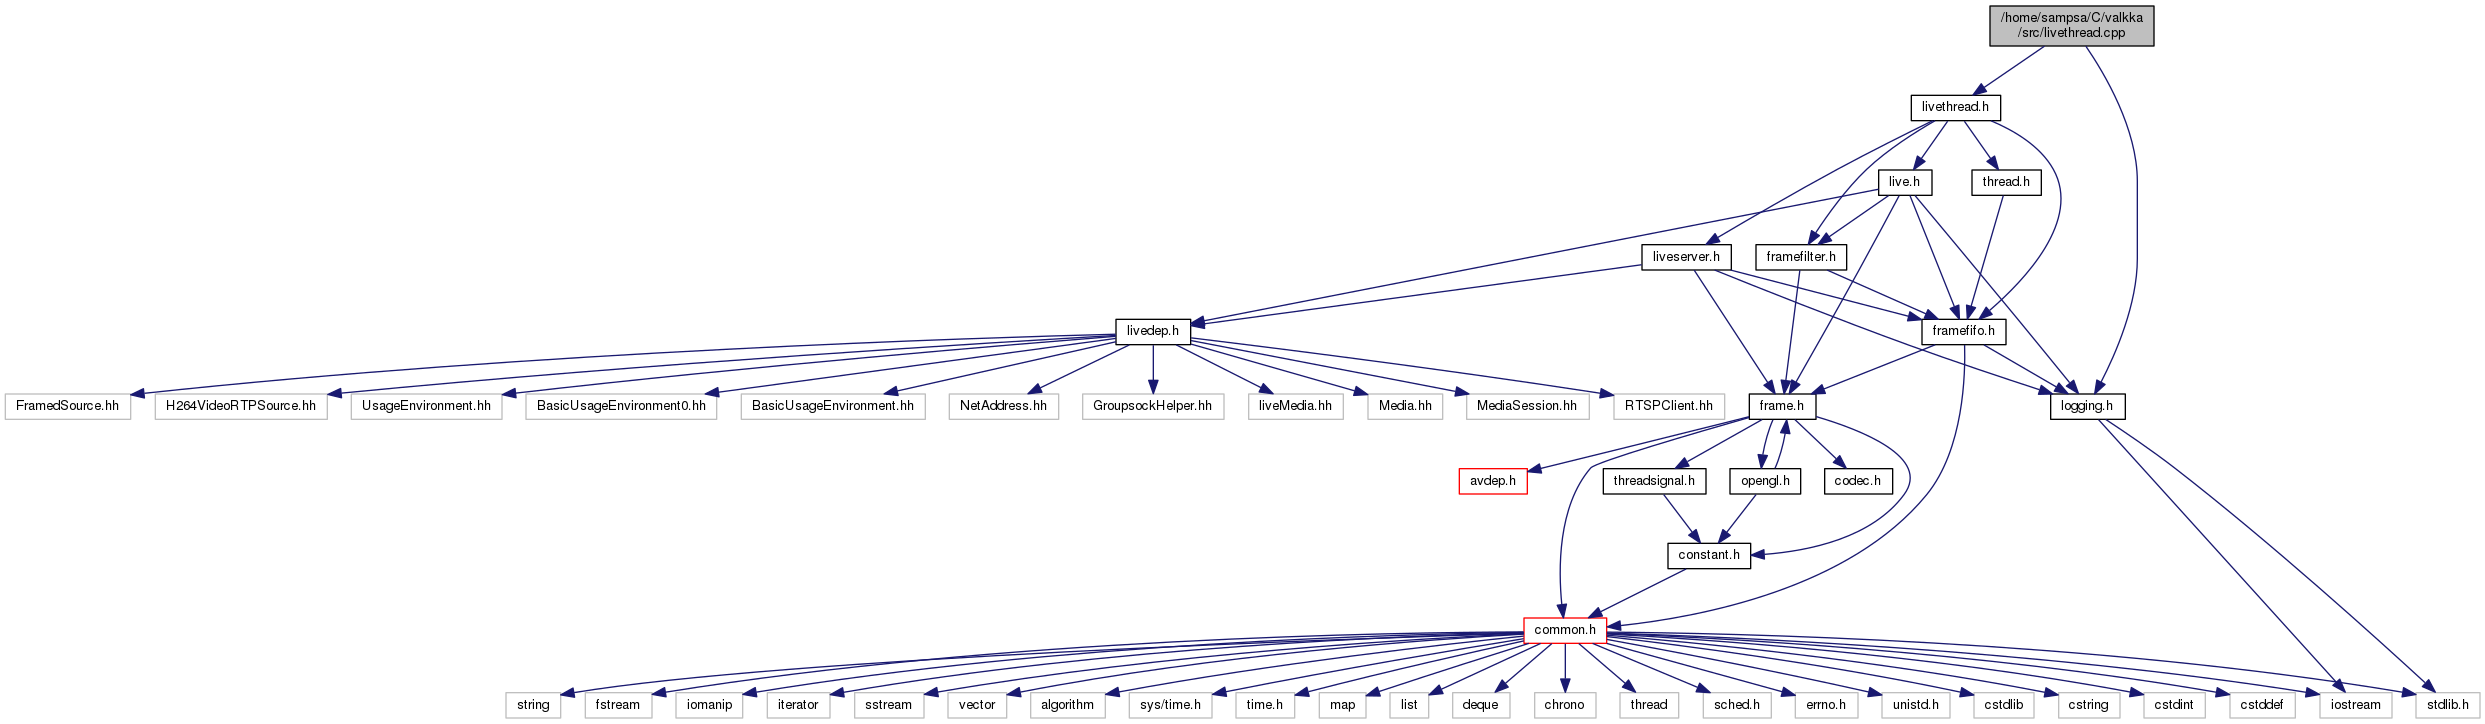 /home/sampsa/C/valkka
/src/livethread.cpp
livethread.h
live.h
thread.h
liveserver.h
framefilter.h
livedep.h
framefifo.h
FramedSource.hh
H264VideoRTPSource.hh
UsageEnvironment.hh
BasicUsageEnvironment0.hh
BasicUsageEnvironment.hh
NetAddress.hh
GroupsockHelper.hh
liveMedia.hh
Media.hh
MediaSession.hh
RTSPClient.hh
frame.h
logging.h
avdep.h
threadsignal.h
opengl.h
codec.h
constant.h
common.h
string
fstream
iomanip
iterator
sstream
vector
algorithm
sys/time.h
time.h
map
list
deque
chrono
thread
sched.h
errno.h
unistd.h
cstdlib
cstring
cstdint
cstddef
iostream
stdlib.h